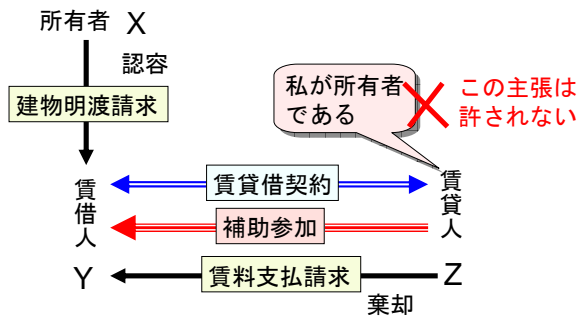 所有者 X
認容
建物明渡請求
私が所有者
である
この主張は
許されない
賃借人
賃貸借契約
賃貸人
補助参加
Y
賃料支払請求
Z
棄却